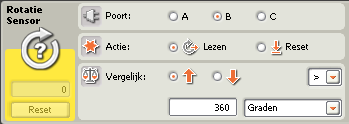 Rotatie
Sensor
?
0
Reset
Poort: A B C
Actie: Lezen Reset
Vergelijk: >
360 Graden